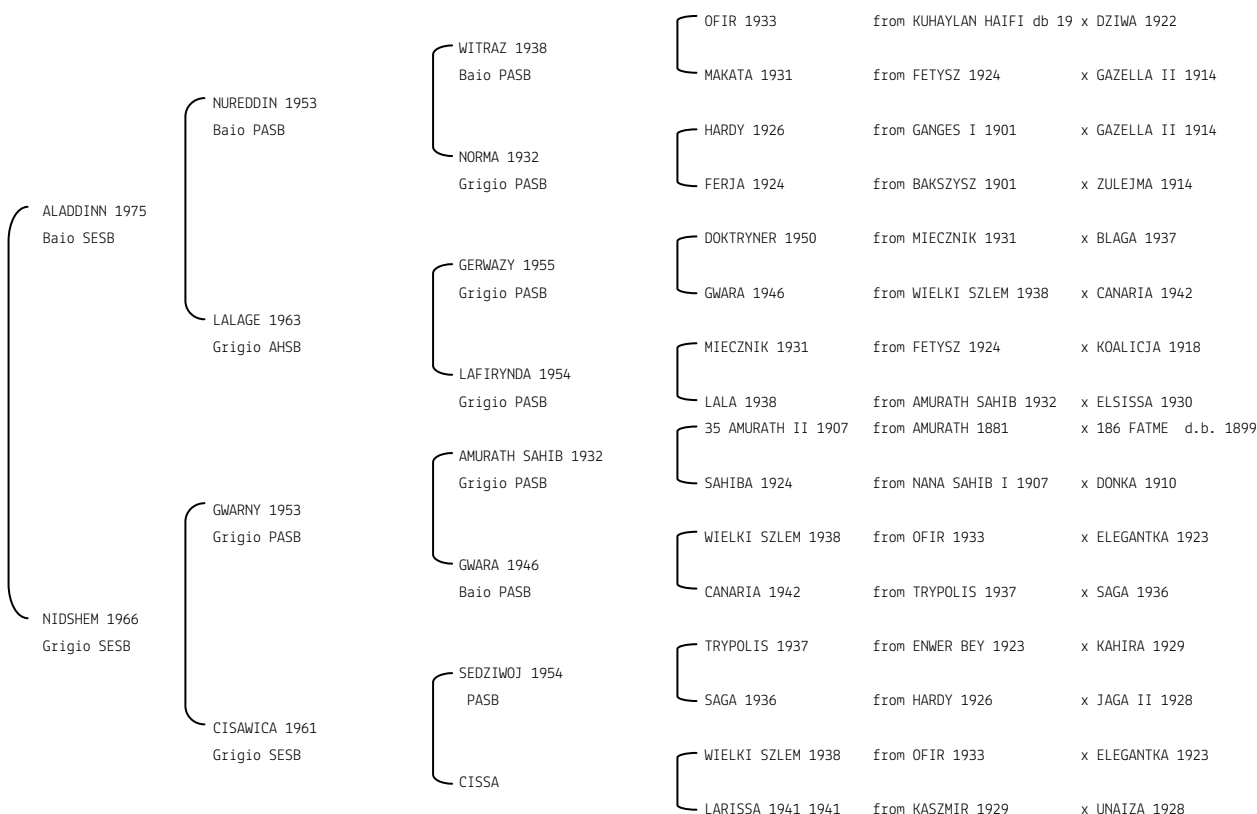 OFIR 1933 from KUHAYLAN HAIFI db 19 x DZIWA 1922
WITRAZ 1938
Baio PASB
MAKATA 1931 from FETYSZ 1924 x GAZELLA II 1914
NUREDDIN 1953
Baio PASB
HARDY 1926 from GANGES I 1901 x GAZELLA II 1914
NORMA 1932
Grigio PASB
FERJA 1924 from BAKSZYSZ 1901 x ZULEJMA 1914
ALADDINN 1975
Baio SESB
DOKTRYNER 1950 from MIECZNIK 1931 x BLAGA 1937
GERWAZY 1955
Grigio PASB
GWARA 1946 from WIELKI SZLEM 1938 x CANARIA 1942
LALAGE 1963
Grigio AHSB
MIECZNIK 1931 from FETYSZ 1924 x KOALICJA 1918
LAFIRYNDA 1954
Grigio PASB
LALA 1938 from AMURATH SAHIB 1932 x ELSISSA 1930
35 AMURATH II 1907 from AMURATH 1881 x 186 FATME d.b. 1899
AMURATH SAHIB 1932
Grigio PASB
SAHIBA 1924 from NANA SAHIB I 1907 x DONKA 1910
GWARNY 1953
Grigio PASB
WIELKI SZLEM 1938 from OFIR 1933 x ELEGANTKA 1923
GWARA 1946
Baio PASB
CANARIA 1942 from TRYPOLIS 1937 x SAGA 1936
NIDSHEM 1966
Grigio SESB
TRYPOLIS 1937 from ENWER BEY 1923 x KAHIRA 1929
SEDZIWOJ 1954
PASB
SAGA 1936 from HARDY 1926 x JAGA II 1928
CISAWICA 1961
Grigio SESB
WIELKI SZLEM 1938 from OFIR 1933 x ELEGANTKA 1923
CISSA
LARISSA 1941 1941 from KASZMIR 1929 x UNAIZA 1928